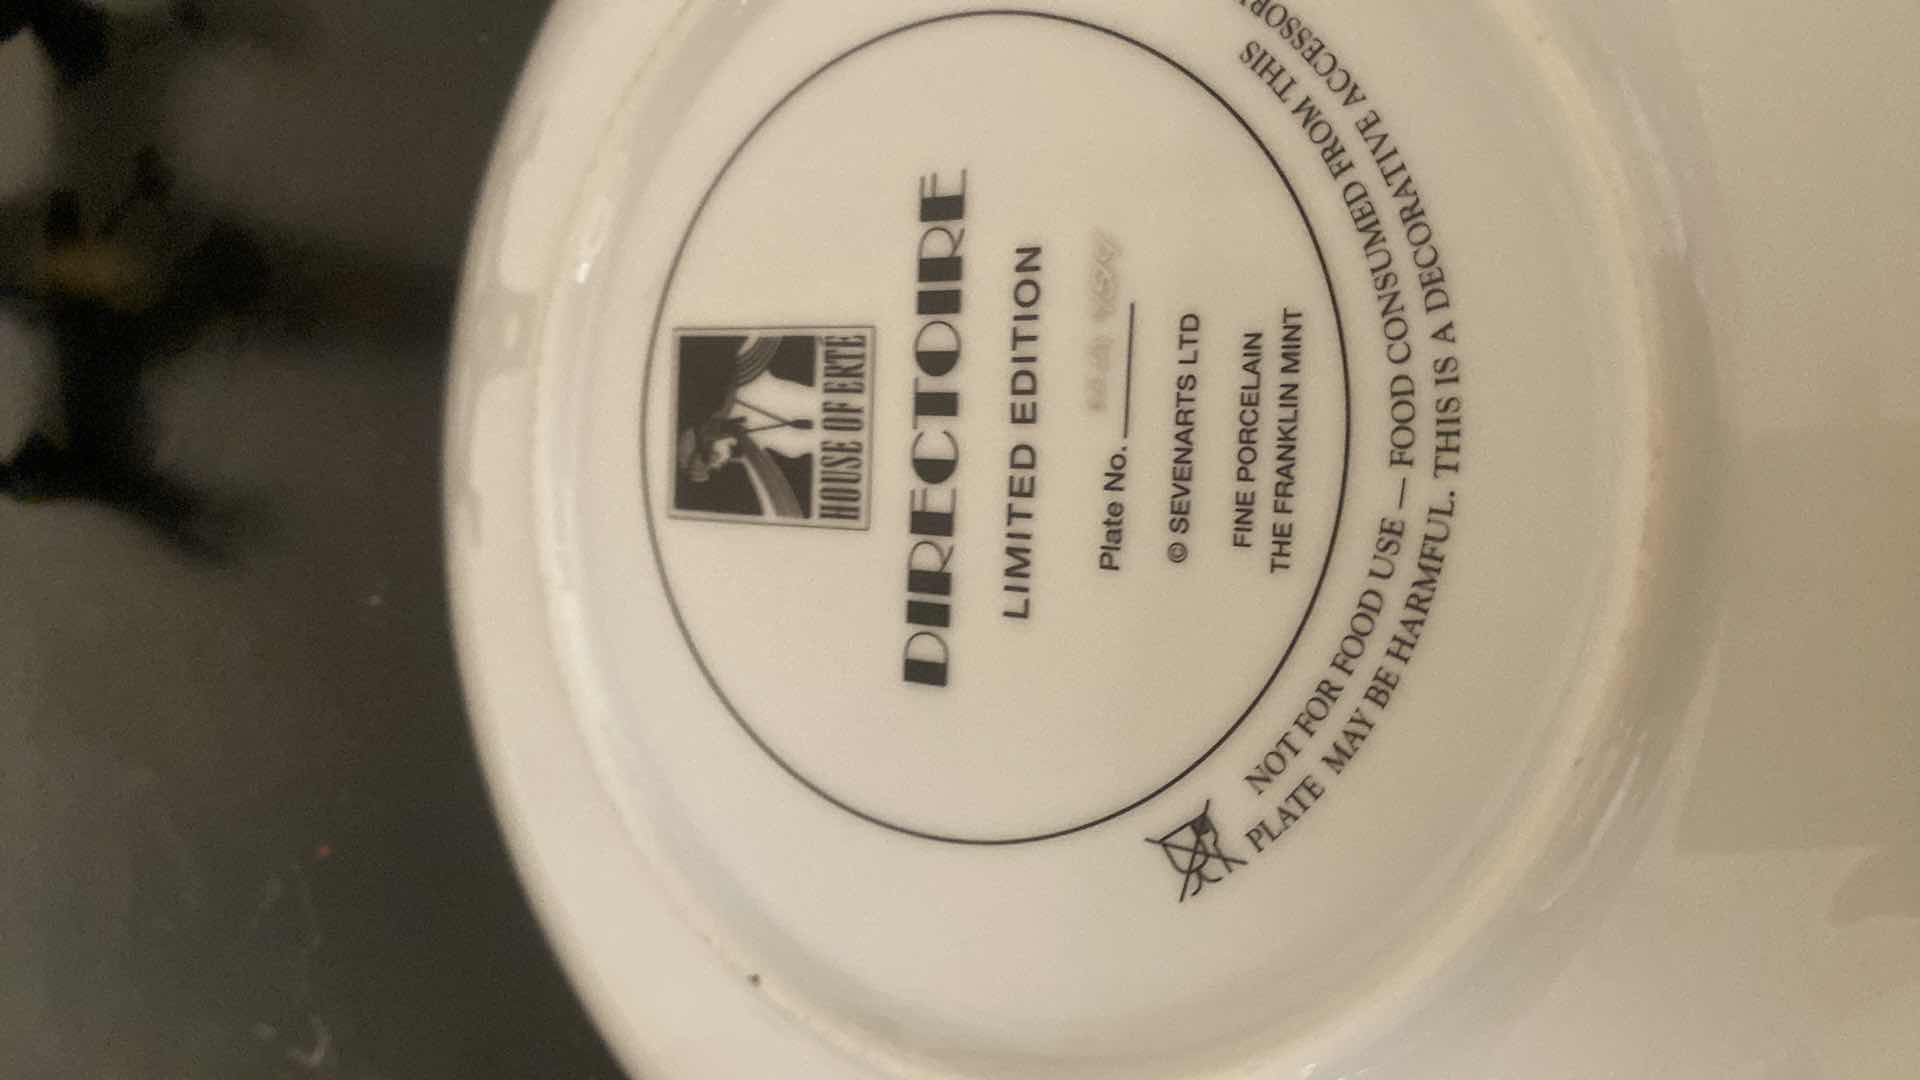 HOUSE OF ERTE
DIRECTOIRE
LIMITED EDITION
Plate No.
© SEVENARTS LTD
FINE PORCELAIN
THE FRANKLIN MINT
NOT FOR FOOD USE — FOOD CONSUMED FROM THIS
PLATE MAY BE HARMFUL. THIS IS A DECORATIVE